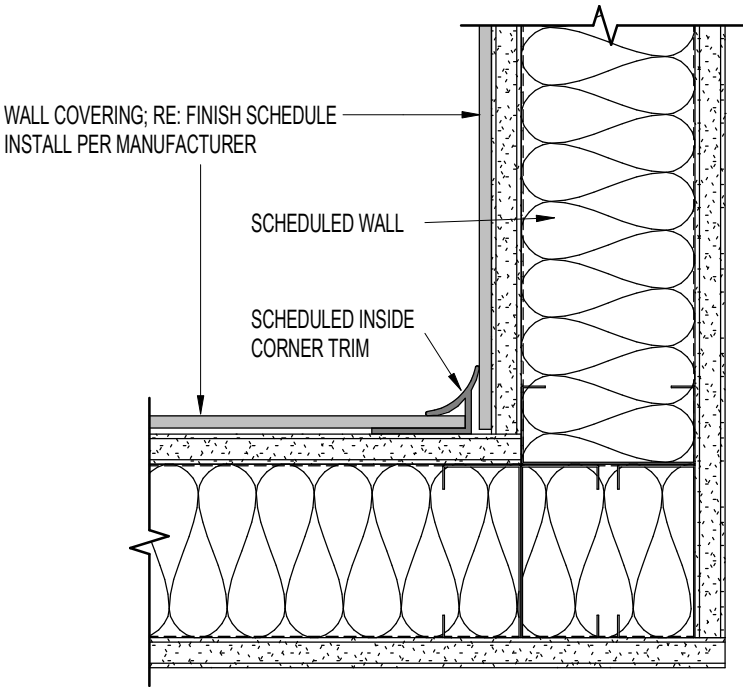 WALL COVERING; RE: FINISH SCHEDULE
INSTALL PER MANUFACTURER
SCHEDULED WALL
SCHEDULED INSIDE
CORNER TRIM